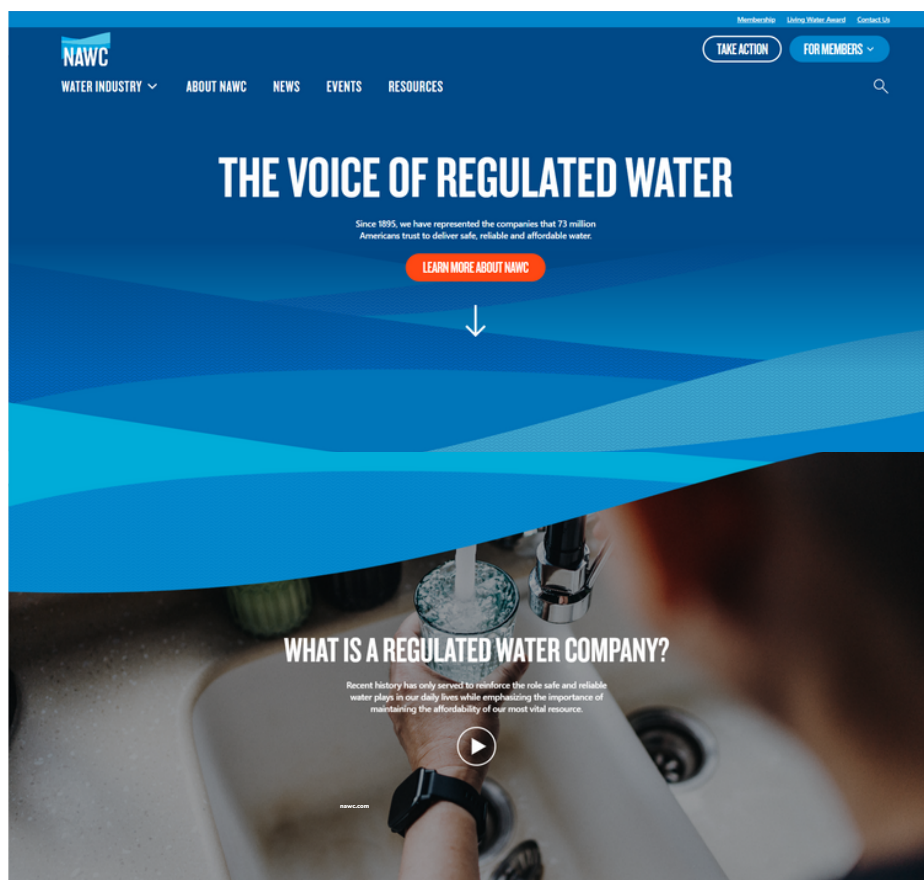 Membership Living Water Award Contact Us
NAWC
TAKE ACTION FOR MEMBERS
WATER INDUSTRY ABOUT NAWC NEWS EVENTS RESOURCES
THE VOICE OF REGULATED WATER
Since 1895, we have represented the companies that 73 million
Americans trust to deliver safe, reliable and affordable water.
LEARN MORE ABOUT NAWC
WHAT IS A REGULATED WATER COMPANY?
Recent history has only served to reinforce the role safe and reliable
water plays in our daily lives while emphasizing the importance of
maintaining the affordability of our most vital resource.
nawc.com